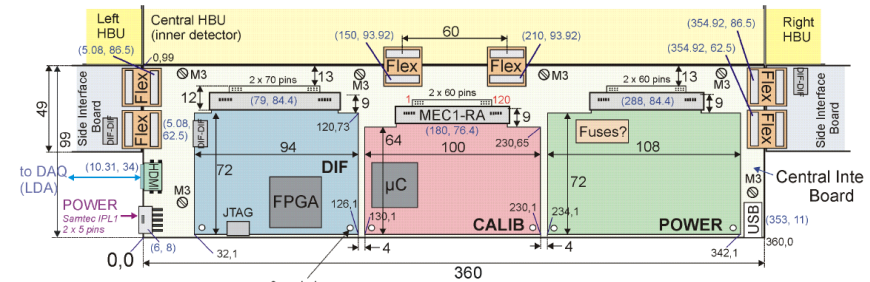 Left
HBU
Central HBU
(inner detector)
Right
HBU
(5.08, 86.5)
0,99
(150, 93.92)
60
(210, 93.92)
(354.92, 86.5)
(354.92, 62.5)
Flex
Flex
Flex
Flex
Flex
Flex
M3
M3
M3
13
13
2 x 70 pins
2 x 60 pins
2 x 60 pins
12
(79, 84.4)
9
1
120
MEC1-RA
9
(180, 76.4)
(288, 84.4)
9
49
99
Side Interface
Board
DIF-DIF
(5.08,
62.5)
DIF-DIF
DIF-DIF
Side Interface
Board
120,73
94
72
DIF
64
100
230,65
Fuses?
108
72
to DAQ
(LDA)
(10.31, 34)
HDMI
M3
FPGA
µC
M3
Central Inte
Board
POWER
Samtec IPL1
2 x 5 pins
JTAG
126,1
130,1
CALIB
230,1
234,1
POWER
USB
(353, 11)
(6, 8)
0,0
32,1
4
4
342,1
360,0
360